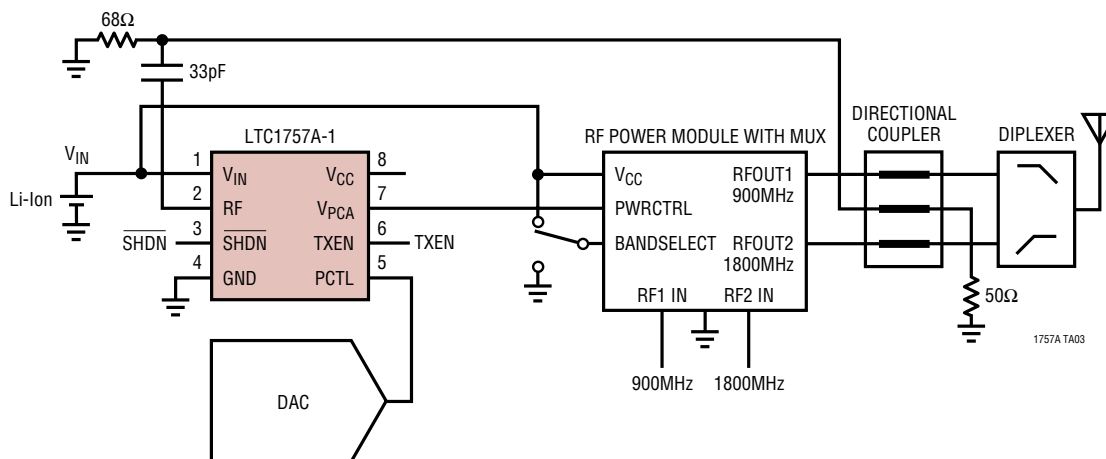 68Ω
33pF
LTC1757A-1
RF POWER MODULE WITH MUX
DIRECTIONAL
COUPLER
DIPLEXER
VIN
Li-Ion
1
VIN
VCC
8
2
RF
VPCA
7
SHDN
3
SHDN
TXEN
6
TXEN
4
GND
PCTL
5
VCC
RFOUT1
900MHz
PWRCTRL
BANDSELECT
RFOUT2
1800MHz
RF1 IN
RF2 IN
50Ω
900MHz
1800MHz
1757A TA03
DAC